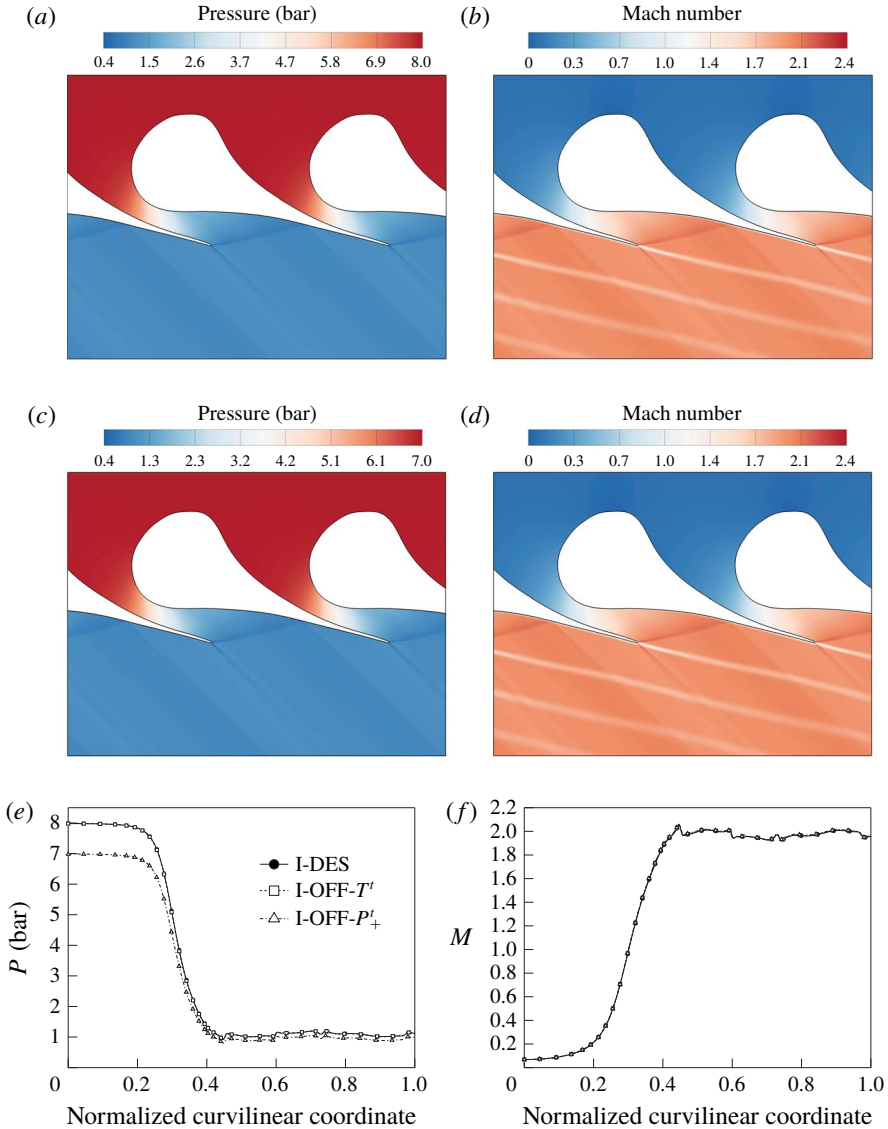 (a) Pressure (bar)
0.4 1.5 2.6 3.7 4.7 5.8 6.9 8.0
(b) Mach number
0 0.3 0.7 1.0 1.4 1.7 2.1 2.4
(c) Pressure (bar)
0.4 1.3 2.2 3.2 4.2 5.1 6.1 7.0
(d) Mach number
0 0.3 0.7 1.0 1.4 1.7 2.1 2.4
(e)
8
7
6
5
4
3
2
1
P (bar)
I-DES
I-OFF-T^t
I-OFF-P^t_+
0 0.2 0.4 0.6 0.8 1.0
Normalized curvilinear coordinate
(f)
2.2
2.0
1.8
1.6
1.4
1.2
1.0
0.8
0.6
0.4
0.2
M
0 0.2 0.4 0.6 0.8 1.0
Normalized curvilinear coordinate